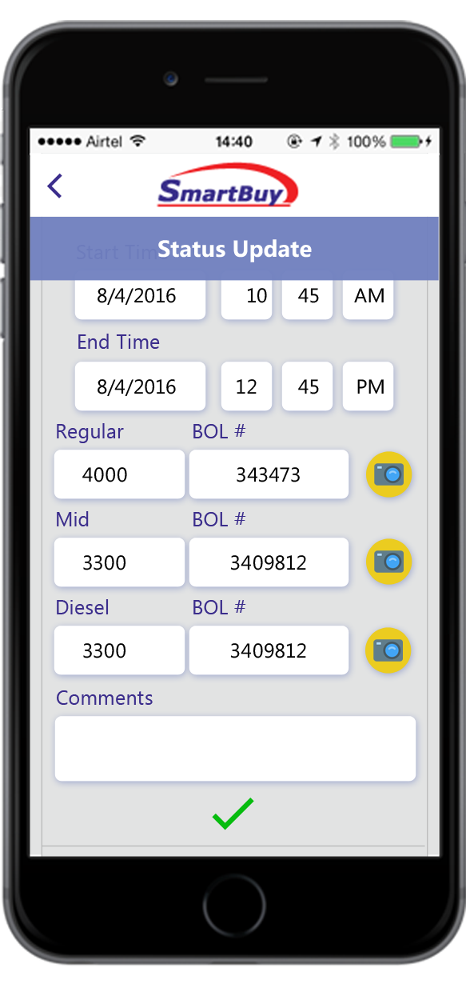 Airtel 14:40 100%
SmartBuy
Start Tim
Status Update
8/4/2016 10 45 AM
End Time
8/4/2016 12 45 PM
Regular BOL #
4000 343473
Mid BOL #
3300 3409812
Diesel BOL #
3300 3409812
Comments